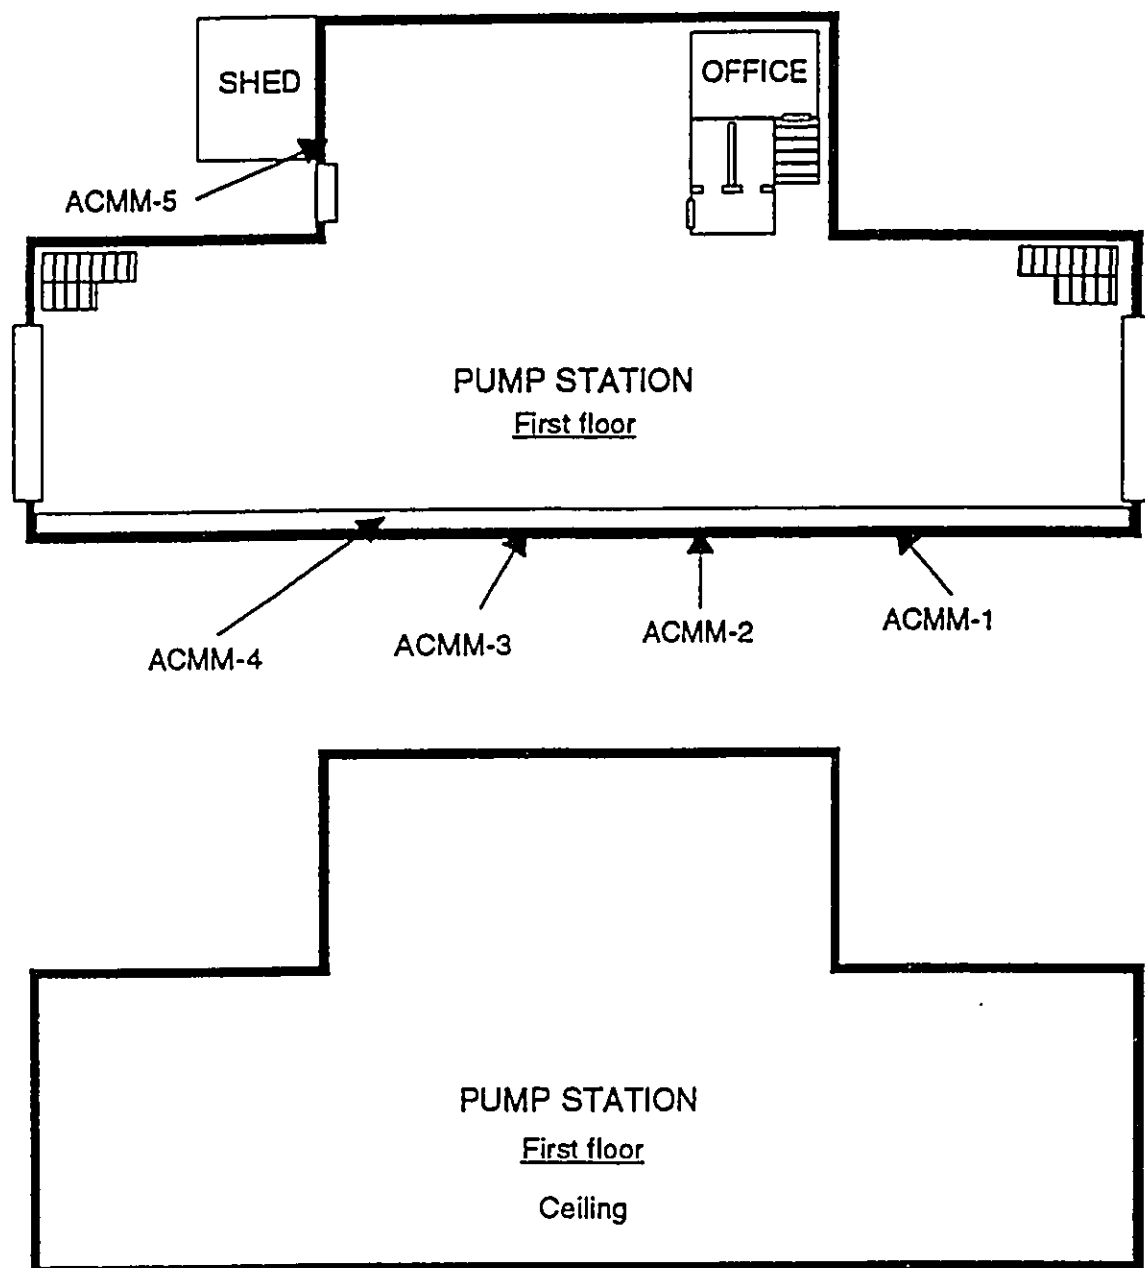 SHED
OFFICE
ACMM-5
PUMP STATION
First floor
ACMM-4
ACMM-3
ACMM-2
ACMM-1
PUMP STATION
First floor
Ceiling